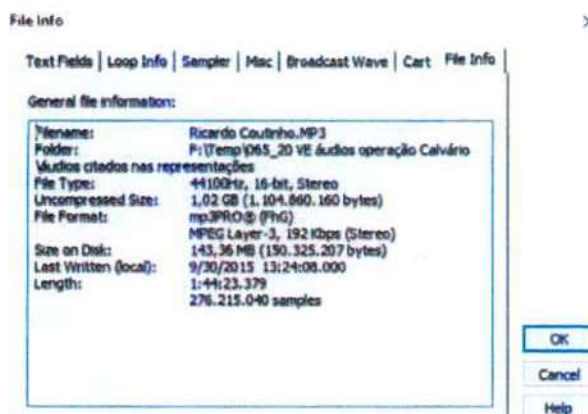 File Info
Text Fields | Loop Info | Sampler | Misc | Broadcast Wave | Cart File Info
General file information:
Filename: Ricardo Coutinho.MP3
Folder: F:\Temp\065_20 VE áudios operação Calvário
\Áudios citados nas representações
File Type: 44100Hz, 16-bit, Stereo
Uncompressed Size: 1,02 GB (1.104.860.160 bytes)
File Format: mp3PRO® (FhG)
MPEG Layer-3, 192 Kbps (Stereo)
Size on Disk: 143,36 MB (150.325.207 bytes)
Last Written (local): 9/30/2015 13:24:08.000
Length: 1:44:23.379
276.215.040 samples
OK
Cancel
Help